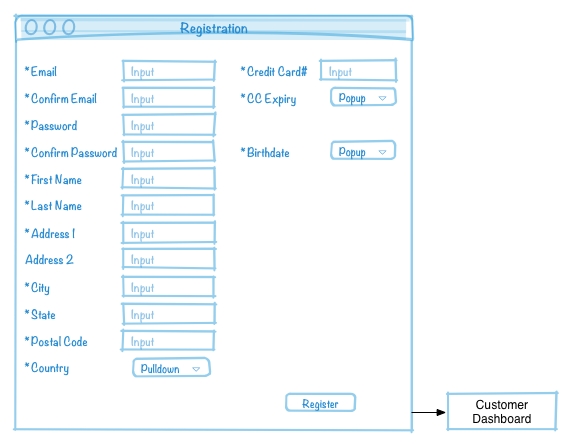 Registration
*Email Input
*Confirm Email Input
*Password Input
*Confirm Password Input
*First Name Input
*Last Name Input
*Address 1 Input
Address 2 Input
*City Input
*State Input
*Postal Code Input
*Country Pulldown
*Credit Card# Input
*CC Expiry Popup
*Birthdate Popup
Register
Customer
Dashboard